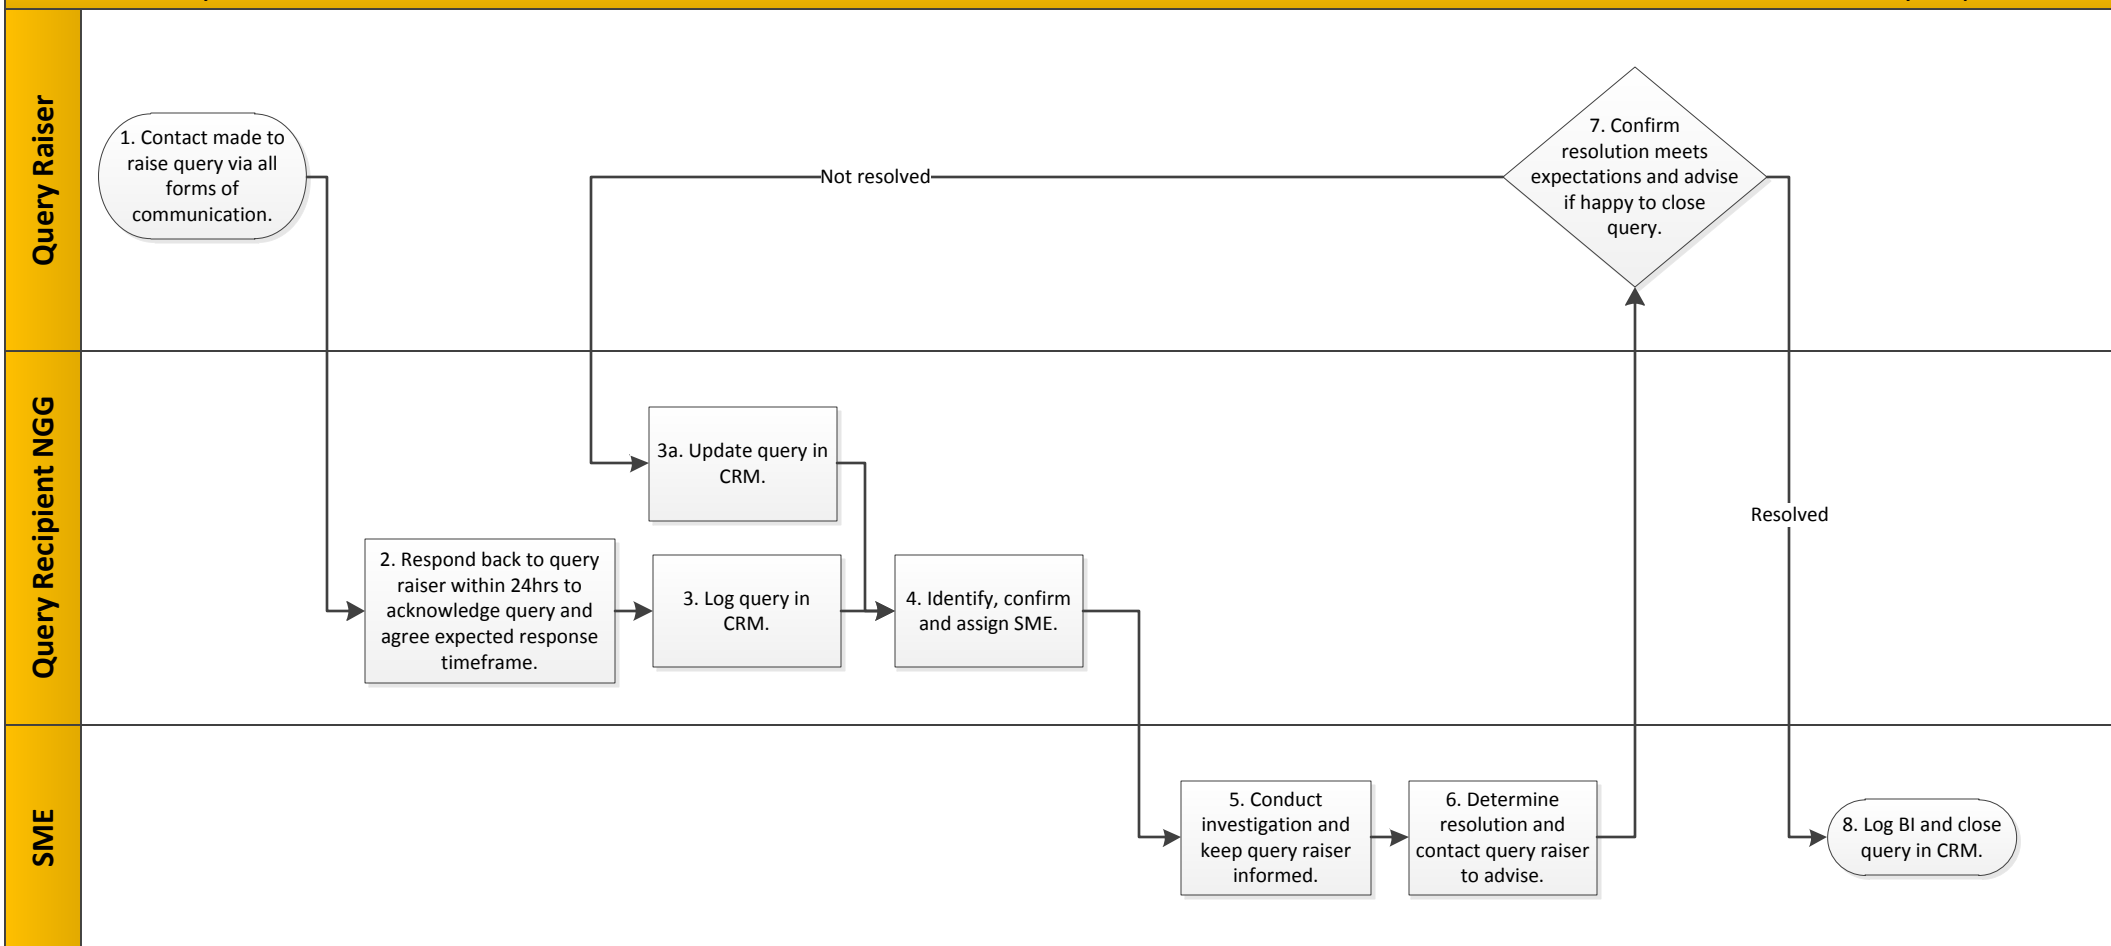 Query Raiser
1. Contact made to
raise query via all
forms of
communication.
Not resolved
7. Confirm
resolution meets
expectations and advise
if happy to close
query.
Query Recipient NGG
3a. Update query in
CRM.
2. Respond back to query
raiser within 24hrs to
acknowledge query and
agree expected response
timeframe.
3. Log query in
CRM.
4. Identify, confirm
and assign SME.
Resolved
SME
5. Conduct
investigation and
keep query raiser
informed.
6. Determine
resolution and
contact query raiser
to advise.
8. Log BI and close
query in CRM.